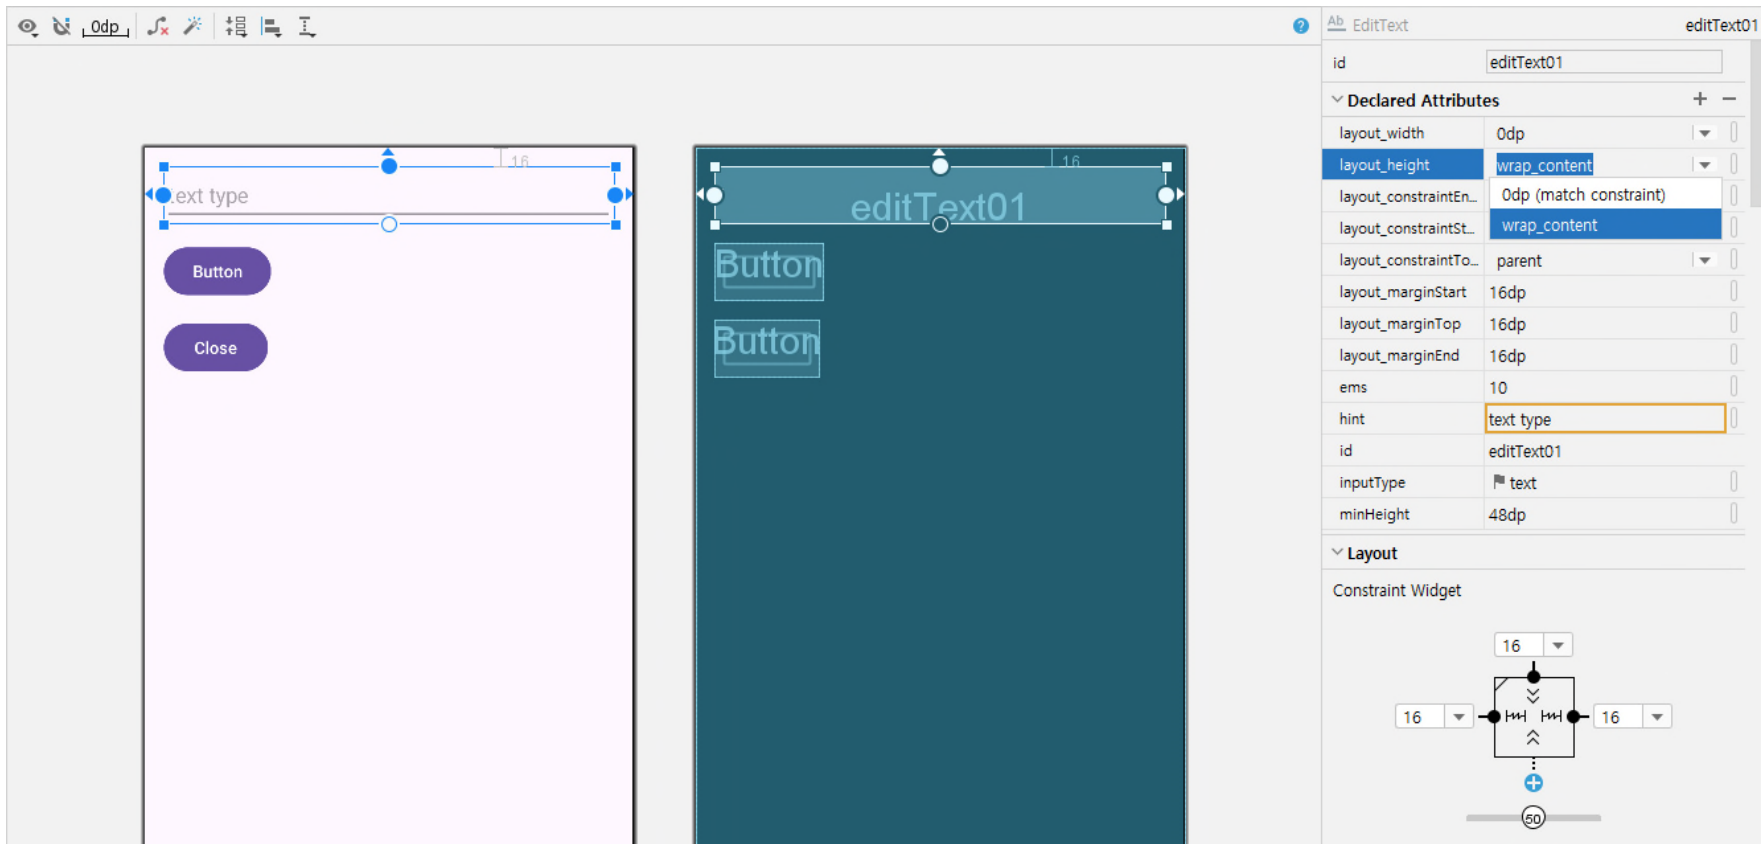 0dp
Ab EditText editText01
id editText01
Declared Attributes
layout_width 0dp
layout_height wrap_content
0dp (match constraint)
layout_constraintEn...
wrap_content
layout_constraintSt...
layout_constraintTo... parent
layout_marginStart 16dp
layout_marginTop 16dp
layout_marginEnd 16dp
ems 10
hint text type
id editText01
inputType text
minHeight 48dp
Layout
Constraint Widget
16
16 16
50
16
text type
Button
Close
16
editText01
Button
Button